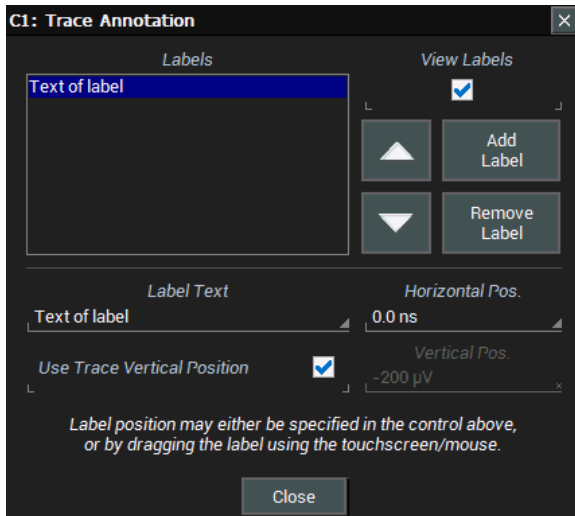 C1: Trace Annotation
Labels
View Labels
Text of label
Add
Label
Remove
Label
Label Text
Horizontal Pos.
Text of label
0.0 ns
Use Trace Vertical Position
Vertical Pos.
-200 µV
Label position may either be specified in the control above,
or by dragging the label using the touchscreen/mouse.
Close